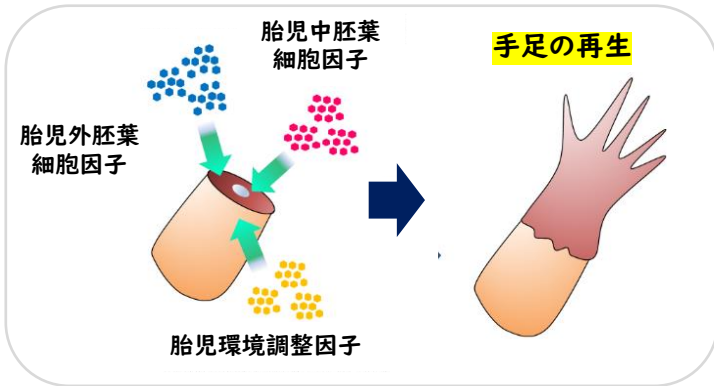 胎児中胚葉
細胞因子
手足の再生
胎児外胚葉
細胞因子
胎児環境調整因子